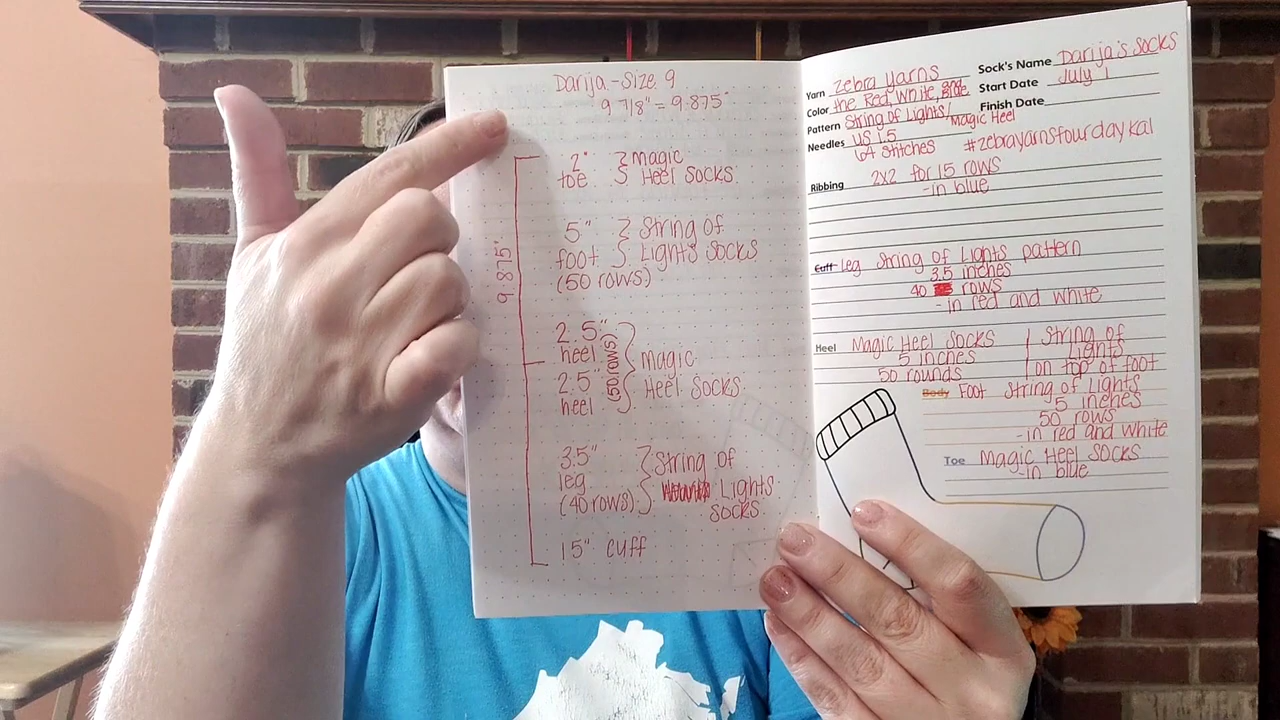 Darija - Size 9
9 7/8" = 9.875"
2" } Magic
toe } Heel Socks
5" } String of
foot } Lights Socks
(50 rows)
9.875"
2.5"
heel
2.5"
heel
(50 rows)
Magic
Heel Socks
3.5"
leg
(40 rows)
String of
Lights
Socks
15" cuff
Yarn Zebra Yarns
Color the Red, White and
Pattern String of Lights/
Magic Heel
Needles US 1.5
64 stitches
Sock's Name Darija's Socks
Start Date July 1
Finish Date
#zebrayarnsfourdaykal
Ribbing 2x2 for 15 rows
-in blue
Cuff Leg String of Lights pattern
3.5 inches
40 rows
-in red and white
Heel Magic Heel Socks
5 inches
50 rounds
String of
Lights
on top of foot
Body Foot String of Lights
5 inches
50 rows
-in red and white
Toe Magic Heel Socks
-in blue